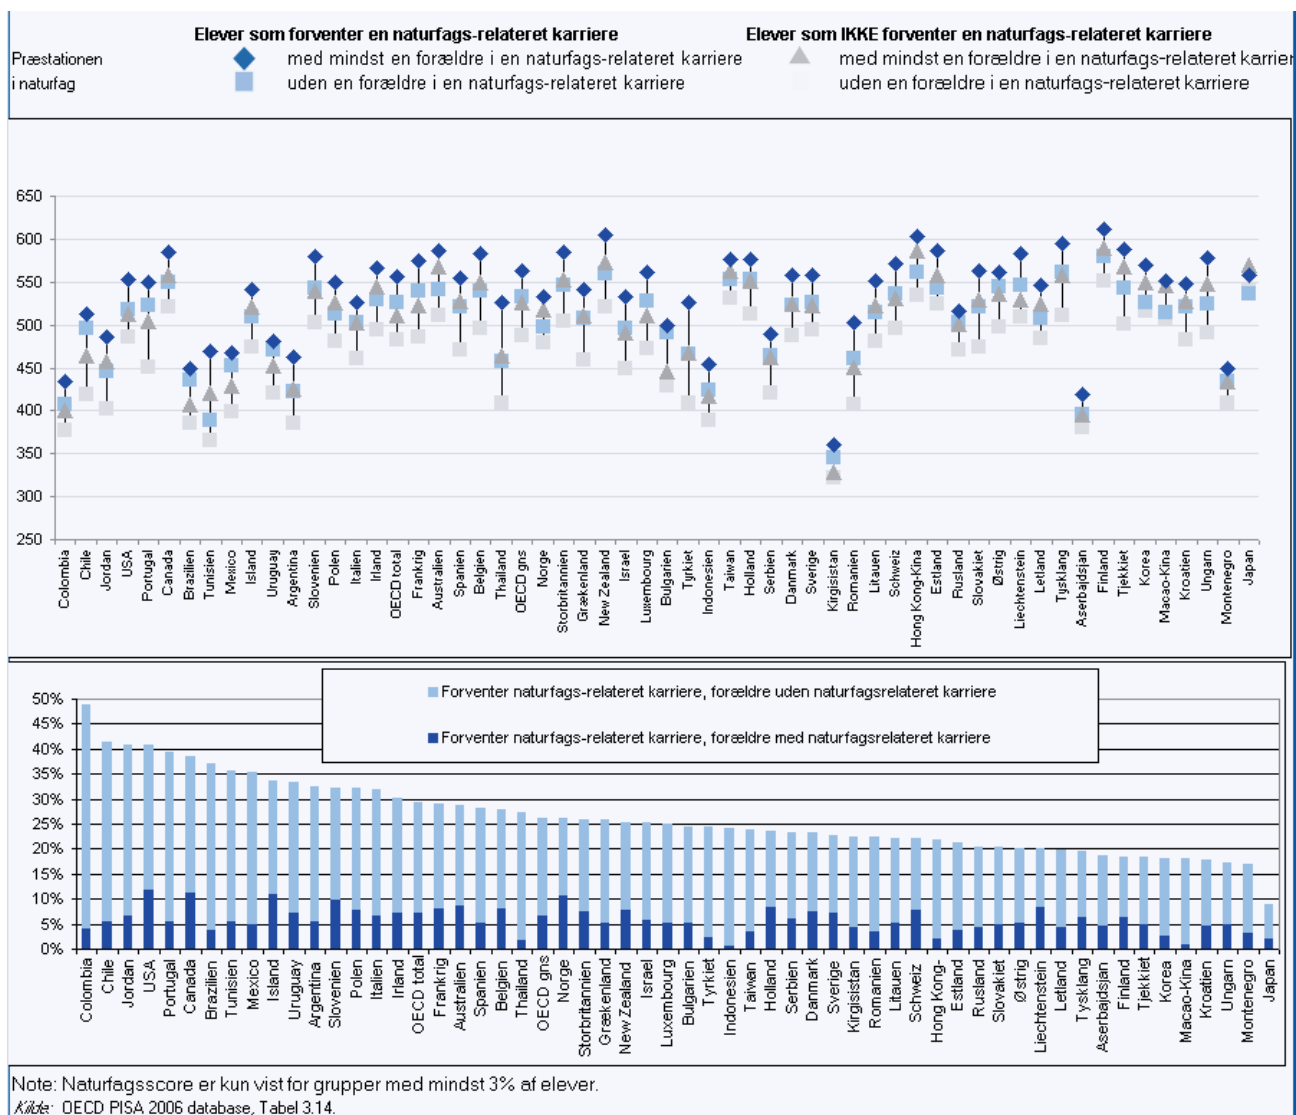 Elever som forventer en naturfags-relateret karriere
Elever som IKKE forventer en naturfags-relateret karriere
Præstationen
i naturfag
med mindst en forældre i en naturfags-relateret karriere
uden en forældre i en naturfags-relateret karriere
med mindst en forældre i en naturfags-relateret karrier
uden en forældre i en naturfags-relateret karriere
650
600
550
500
450
400
350
300
250
Colombia
Chile
Jordan
USA
Portugal
Canada
Brazilien
Tunisien
Mexico
Island
Uruguay
Argentina
Slovenien
Polen
Italien
Irland
OECD total
Frankrig
Australien
Spanien
Belgien
Thailand
OECD gns
Norge
Storbritannien
Grækenland
New Zealand
Israel
Luxembourg
Bulgarien
Tyrkiet
Indonesien
Taiwan
Holland
Serbien
Danmark
Sverige
Kirgisistan
Romanien
Litauen
Schweiz
Hong Kong-Kina
Estland
Rusland
Slovakiet
Østrig
Liechtenstein
Letland
Tyskland
Aserbajdsjan
Finland
Tjekkiet
Korea
Macao-Kina
Kroatien
Ungarn
Montenegro
Japan
Forventer naturfags-relateret karriere, forældre uden naturfagsrelateret karriere
Forventer naturfags-relateret karriere, forældre med naturfagsrelateret karriere
50%
45%
40%
35%
30%
25%
20%
15%
10%
5%
0%
Colombia
Chile
Jordan
USA
Portugal
Canada
Brazilien
Tunisien
Mexico
Island
Uruguay
Argentina
Slovenien
Polen
Italien
Irland
OECD total
Frankrig
Australien
Spanien
Belgien
Thailand
OECD gns
Norge
Storbritannien
Grækenland
New Zealand
Israel
Luxembourg
Bulgarien
Tyrkiet
Indonesien
Taiwan
Holland
Serbien
Danmark
Sverige
Kirgisistan
Romanien
Litauen
Schweiz
Hong Kong-
Estland
Rusland
Slovakiet
Østrig
Liechtenstein
Letland
Tyskland
Aserbajdsjan
Finland
Tjekkiet
Korea
Macao-Kina
Kroatien
Ungarn
Montenegro
Japan
Note: Naturfagsscore er kun vist for grupper med mindst 3% af elever.
Kilde: OECD PISA 2006 database, Tabel 3.14.